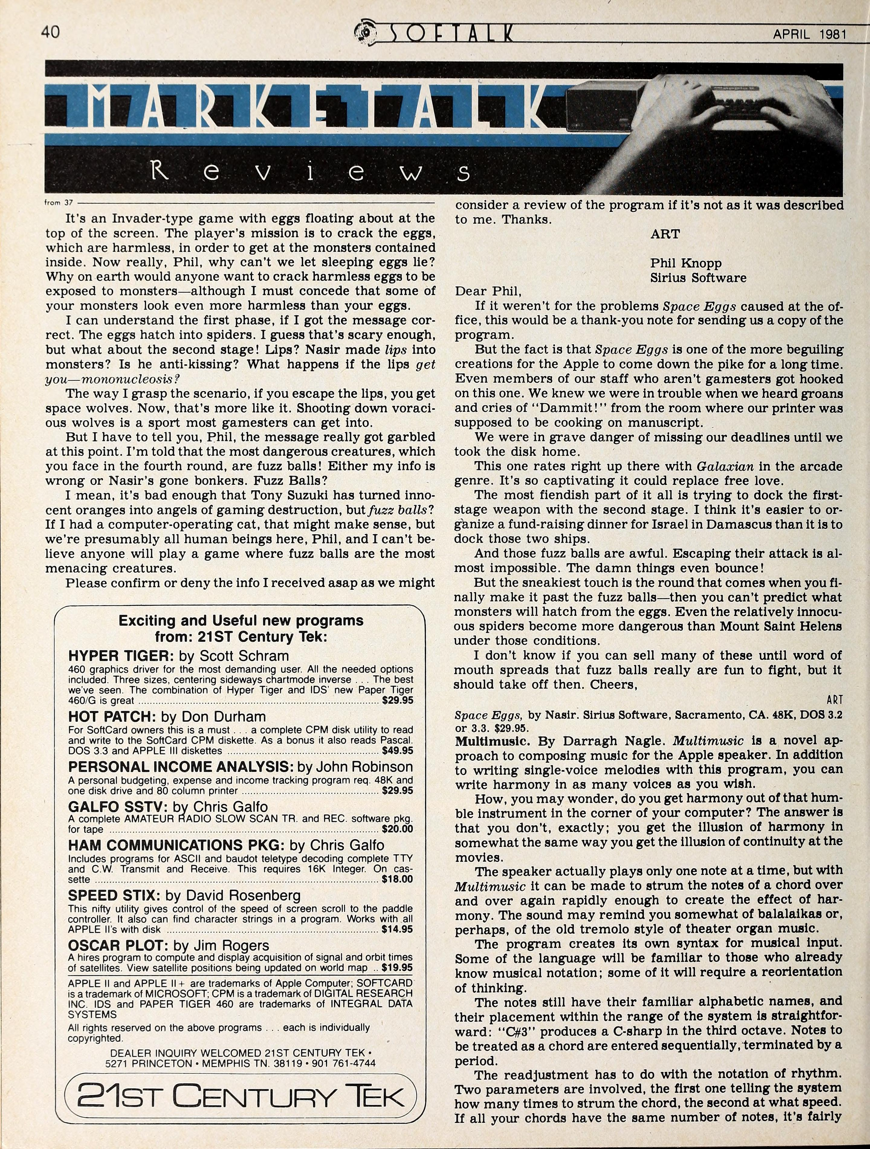 40
SOFTALK
APRIL 1981
MARKETALK
Reviews
from 37
It's an Invader-type game with eggs floating about at the
top of the screen. The player's mission is to crack the eggs,
which are harmless, in order to get at the monsters contained
inside. Now really, Phil, why can't we let sleeping eggs lie?
Why on earth would anyone want to crack harmless eggs to be
exposed to monsters—although I must concede that some of
your monsters look even more harmless than your eggs.
I can understand the first phase, if I got the message cor-
rect. The eggs hatch into spiders. I guess that's scary enough,
but what about the second stage! Lips? Nasir made lips into
monsters? Is he anti-kissing? What happens if the lips get
you—mononucleosis?
The way I grasp the scenario, if you escape the lips, you get
space wolves. Now, that's more like it. Shooting down voraci-
ous wolves is a sport most gamesters can get into.
But I have to tell you, Phil, the message really got garbled
at this point. I'm told that the most dangerous creatures, which
you face in the fourth round, are fuzz balls! Either my info is
wrong or Nasir's gone bonkers. Fuzz Balls?
I mean, it's bad enough that Tony Suzuki has turned inno-
cent oranges into angels of gaming destruction, but fuzz balls?
If I had a computer-operating cat, that might make sense, but
we're presumably all human beings here, Phil, and I can't be-
lieve anyone will play a game where fuzz balls are the most
menacing creatures.
Please confirm or deny the info I received asap as we might
Exciting and Useful new programs
from: 21ST Century Tek:
HYPER TIGER: by Scott Schram
460 graphics driver for the most demanding user. All the needed options
included. Three sizes, centering sideways chartmode inverse . . . The best
we've seen. The combination of Hyper Tiger and IDS' new Paper Tiger
460/G is great ........ $29.95
HOT PATCH: by Don Durham
For SoftCard owners this is a must . . . a complete CPM disk utility to read
and write to the SoftCard CPM diskette. As a bonus it also reads Pascal.
DOS 3.3 and APPLE III diskettes ........ $49.95
PERSONAL INCOME ANALYSIS: by John Robinson
A personal budgeting, expense and income tracking program req. 48K and
one disk drive and 80 column printer ........ $29.95
GALFO SSTV: by Chris Galfo
A complete AMATEUR RADIO SLOW SCAN TR. and REC. software pkg.
for tape ........ $20.00
HAM COMMUNICATIONS PKG: by Chris Galfo
Includes programs for ASCII and baudot teletype decoding complete TTY
and C.W. Transmit and Receive. This requires 16K Integer. On cas-
sette ........ $18.00
SPEED STIX: by David Rosenberg
This nifty utility gives control of the speed of screen scroll to the paddle
controller. It also can find character strings in a program. Works with all
APPLE II's with disk ........ $14.95
OSCAR PLOT: by Jim Rogers
A hires program to compute and display acquisition of signal and orbit times
of satellites. View satellite positions being updated on world map .. $19.95
APPLE II and APPLE II+ are trademarks of Apple Computer; SOFTCARD
is a trademark of MICROSOFT; CPM is a trademark of DIGITAL RESEARCH
INC. IDS and PAPER TIGER 460 are trademarks of INTEGRAL DATA
SYSTEMS
All rights reserved on the above programs . . . each is individually
copyrighted.
DEALER INQUIRY WELCOMED 21ST CENTURY TEK •
5271 PRINCETON • MEMPHIS TN. 38119 • 901 761-4744
21ST CENTURY TEK
consider a review of the program if it's not as it was described
to me. Thanks.
ART
Phil Knopp
Sirius Software
Dear Phil,
If it weren't for the problems Space Eggs caused at the of-
fice, this would be a thank-you note for sending us a copy of the
program.
But the fact is that Space Eggs is one of the more beguiling
creations for the Apple to come down the pike for a long time.
Even members of our staff who aren't gamesters got hooked
on this one. We knew we were in trouble when we heard groans
and cries of "Dammit!" from the room where our printer was
supposed to be cooking on manuscript.
We were in grave danger of missing our deadlines until we
took the disk home.
This one rates right up there with Galaxian in the arcade
genre. It's so captivating it could replace free love.
The most fiendish part of it all is trying to dock the first-
stage weapon with the second stage. I think it's easier to or-
ganize a fund-raising dinner for Israel in Damascus than it is to
dock those two ships.
And those fuzz balls are awful. Escaping their attack is al-
most impossible. The damn things even bounce!
But the sneakiest touch is the round that comes when you fi-
nally make it past the fuzz balls—then you can't predict what
monsters will hatch from the eggs. Even the relatively innocu-
ous spiders become more dangerous than Mount Saint Helens
under those conditions.
I don't know if you can sell many of these until word of
mouth spreads that fuzz balls really are fun to fight, but it
should take off then. Cheers,
ART
Space Eggs, by Nasir. Sirius Software, Sacramento, CA. 48K, DOS 3.2
or 3.3. $29.95.
Multimusic. By Darragh Nagle. Multimusic is a novel ap-
proach to composing music for the Apple speaker. In addition
to writing single-voice melodies with this program, you can
write harmony in as many voices as you wish.
How, you may wonder, do you get harmony out of that hum-
ble instrument in the corner of your computer? The answer is
that you don't, exactly; you get the illusion of harmony in
somewhat the same way you get the illusion of continuity at the
movies.
The speaker actually plays only one note at a time, but with
Multimusic it can be made to strum the notes of a chord over
and over again rapidly enough to create the effect of har-
mony. The sound may remind you somewhat of balalaikas or,
perhaps, of the old tremolo style of theater organ music.
The program creates its own syntax for musical input.
Some of the language will be familiar to those who already
know musical notation; some of it will require a reorientation
of thinking.
The notes still have their familiar alphabetic names, and
their placement within the range of the system is straightfor-
ward: "C#3" produces a C-sharp in the third octave. Notes to
be treated as a chord are entered sequentially, terminated by a
period.
The readjustment has to do with the notation of rhythm.
Two parameters are involved, the first one telling the system
how many times to strum the chord, the second at what speed.
If all your chords have the same number of notes, it's fairly